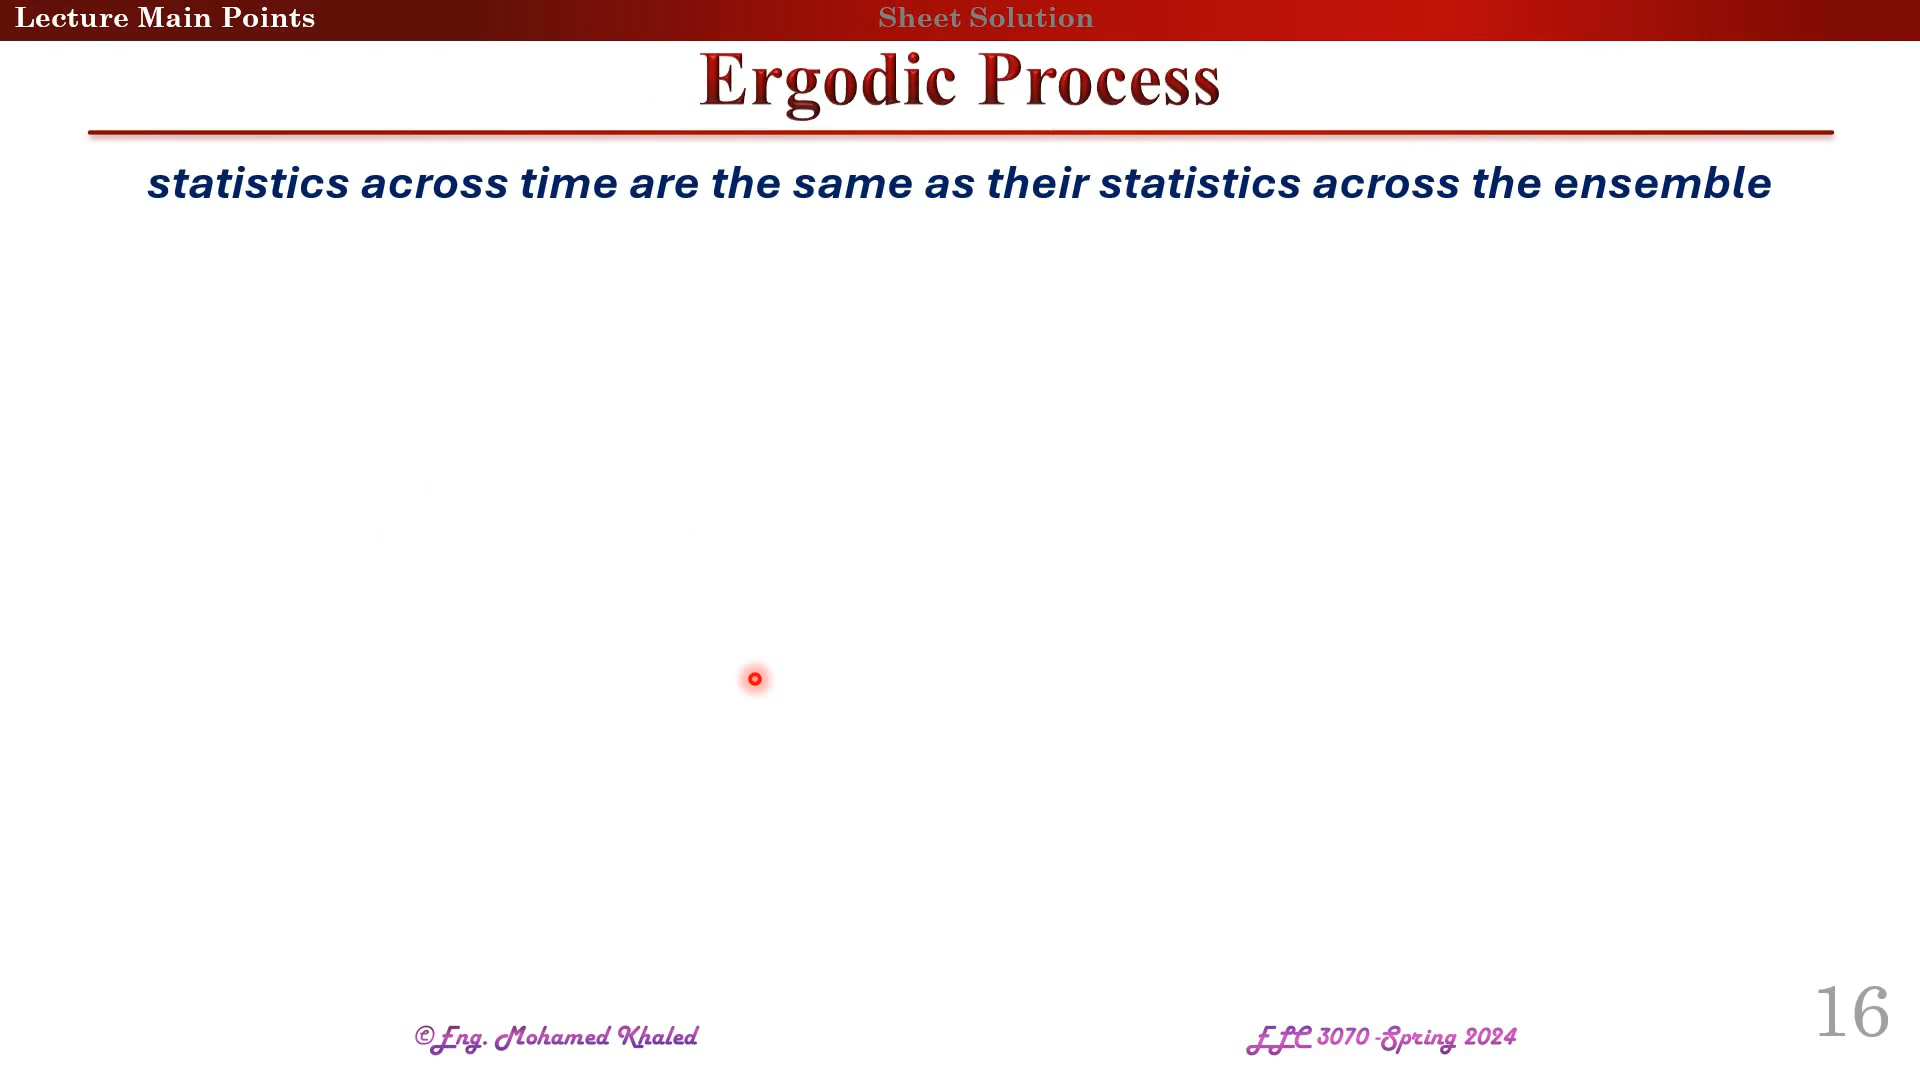 Lecture Main Points
Sheet Solution
Ergodic Process
statistics across time are the same as their statistics across the ensemble
©Eng. Mohamed Khaled
ELC 3070 -Spring 2024
16